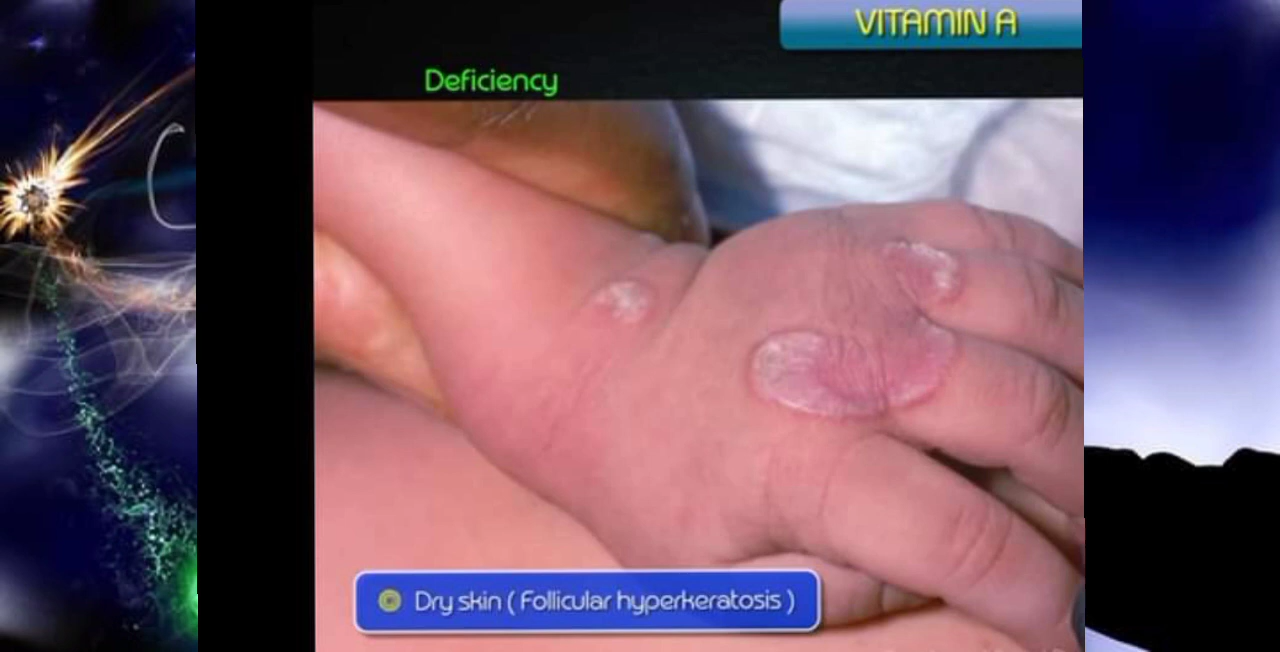 VITAMIN A
Deficiency
Dry skin ( Follicular hyperkeratosis )